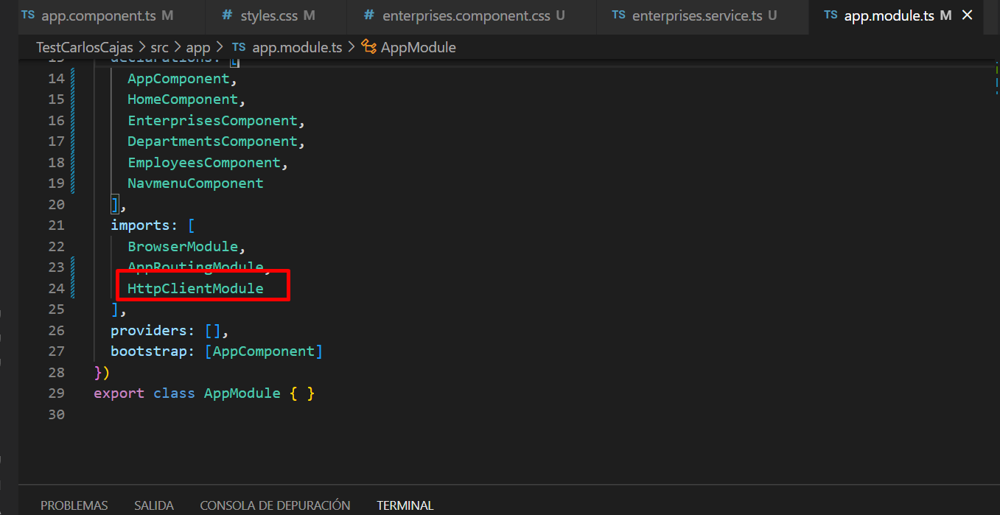 TS app.component.ts M # styles.css M # enterprises.component.css U TS enterprises.service.ts U TS app.module.ts M ×
TestCarlosCajas > src > app > TS app.module.ts > AppModule
13 declarations: [
14 AppComponent,
15 HomeComponent,
16 EnterprisesComponent,
17 DepartmentsComponent,
18 EmployeesComponent,
19 NavmenuComponent
20 ],
21 imports: [
22 BrowserModule,
23 AppRoutingModule,
24 HttpClientModule
25 ],
26 providers: [],
27 bootstrap: [AppComponent]
28 })
29 export class AppModule { }
30
PROBLEMAS SALIDA CONSOLA DE DEPURACIÓN TERMINAL